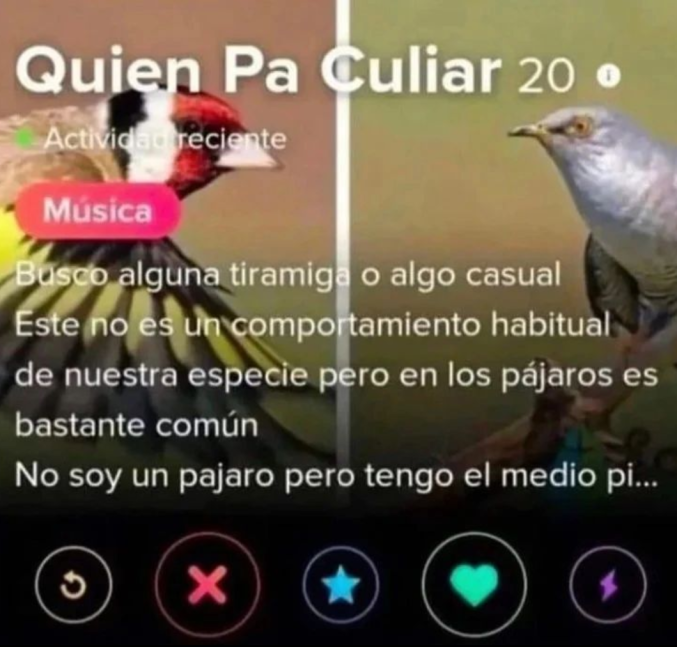 Quien Pa Culiar 20
Actividad reciente
Música
Busco alguna tiramiga o algo casual
Este no es un comportamiento habitual
de nuestra especie pero en los pájaros es
bastante común
No soy un pajaro pero tengo el medio pi...